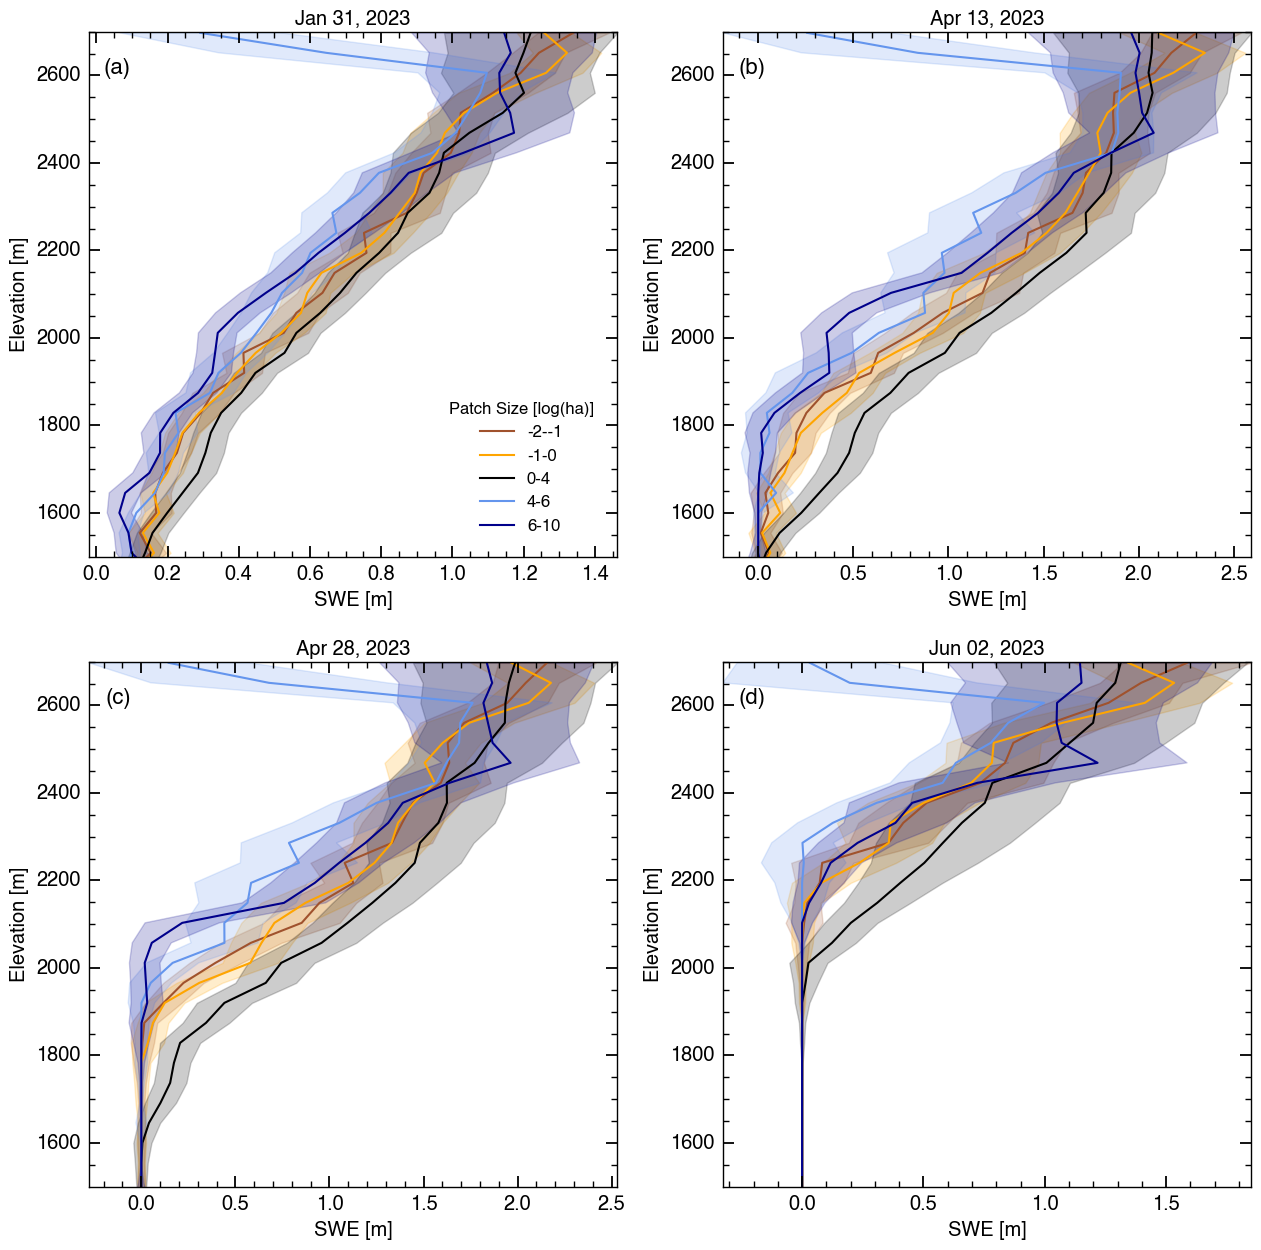 Jan 31, 2023
(a)
2600
2400
2200
2000
1800
1600
Elevation [m]
Patch Size [log(ha)]
-2--1
-1-0
0-4
4-6
6-10
0.0 0.2 0.4 0.6 0.8 1.0 1.2 1.4
SWE [m]
Apr 13, 2023
(b)
2600
2400
2200
2000
1800
1600
Elevation [m]
0.0 0.5 1.0 1.5 2.0 2.5
SWE [m]
Apr 28, 2023
(c)
2600
2400
2200
2000
1800
1600
Elevation [m]
0.0 0.5 1.0 1.5 2.0 2.5
SWE [m]
Jun 02, 2023
(d)
2600
2400
2200
2000
1800
1600
Elevation [m]
0.0 0.5 1.0 1.5
SWE [m]